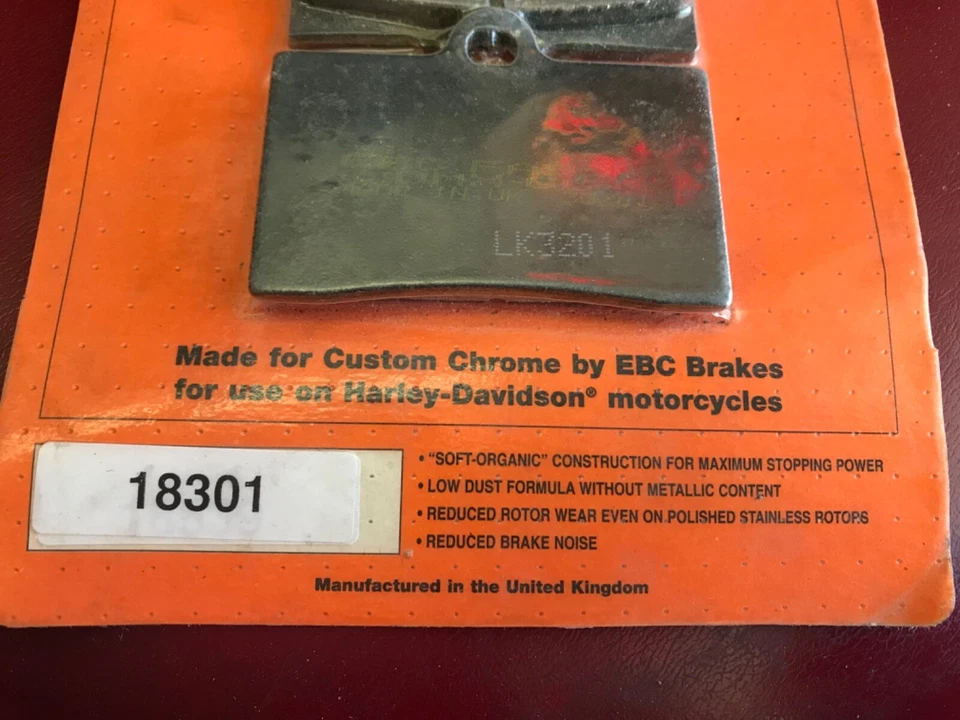 LK3201
Made for Custom Chrome by EBC Brakes
for use on Harley-Davidson® motorcycles
18301
• "SOFT-ORGANIC" CONSTRUCTION FOR MAXIMUM STOPPING POWER
• LOW DUST FORMULA WITHOUT METALLIC CONTENT
• REDUCED ROTOR WEAR EVEN ON POLISHED STAINLESS ROTORS
• REDUCED BRAKE NOISE
Manufactured in the United Kingdom